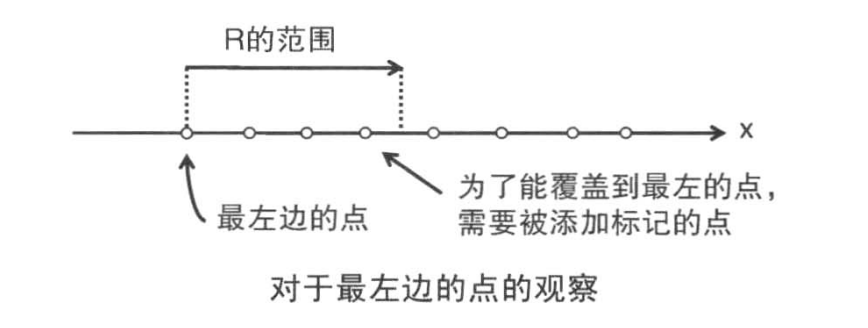 R的范围
x
为了能覆盖到最左的点，
需要被添加标记的点
最左边的点
对于最左边的点的观察